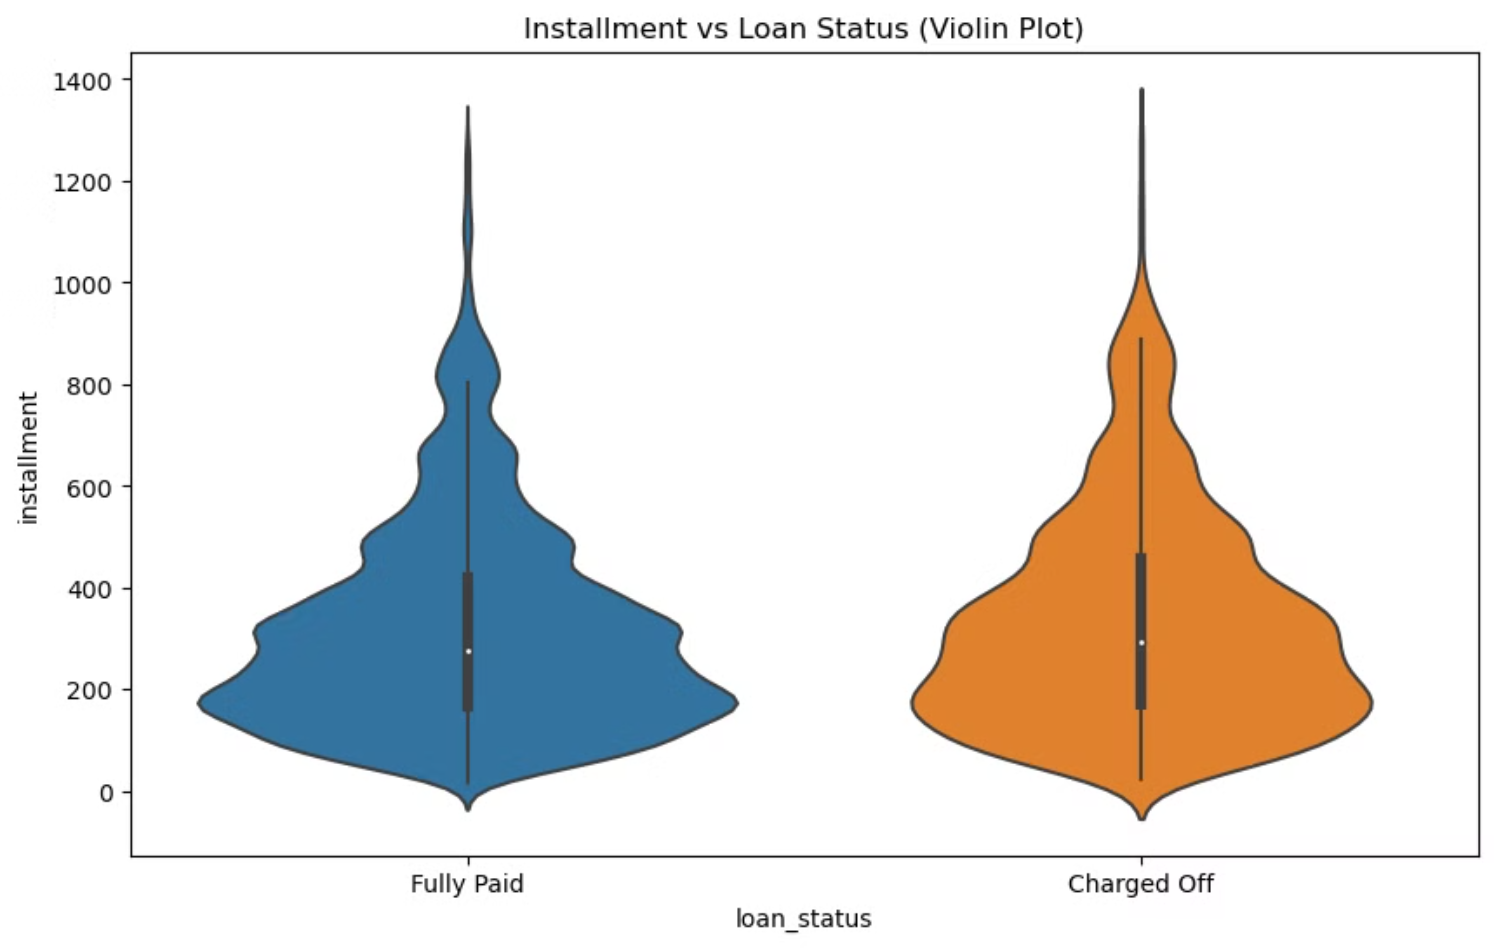 Installment vs Loan Status (Violin Plot)
1400
1200
1000
800
600
400
200
0
installment
Fully Paid
Charged Off
loan_status